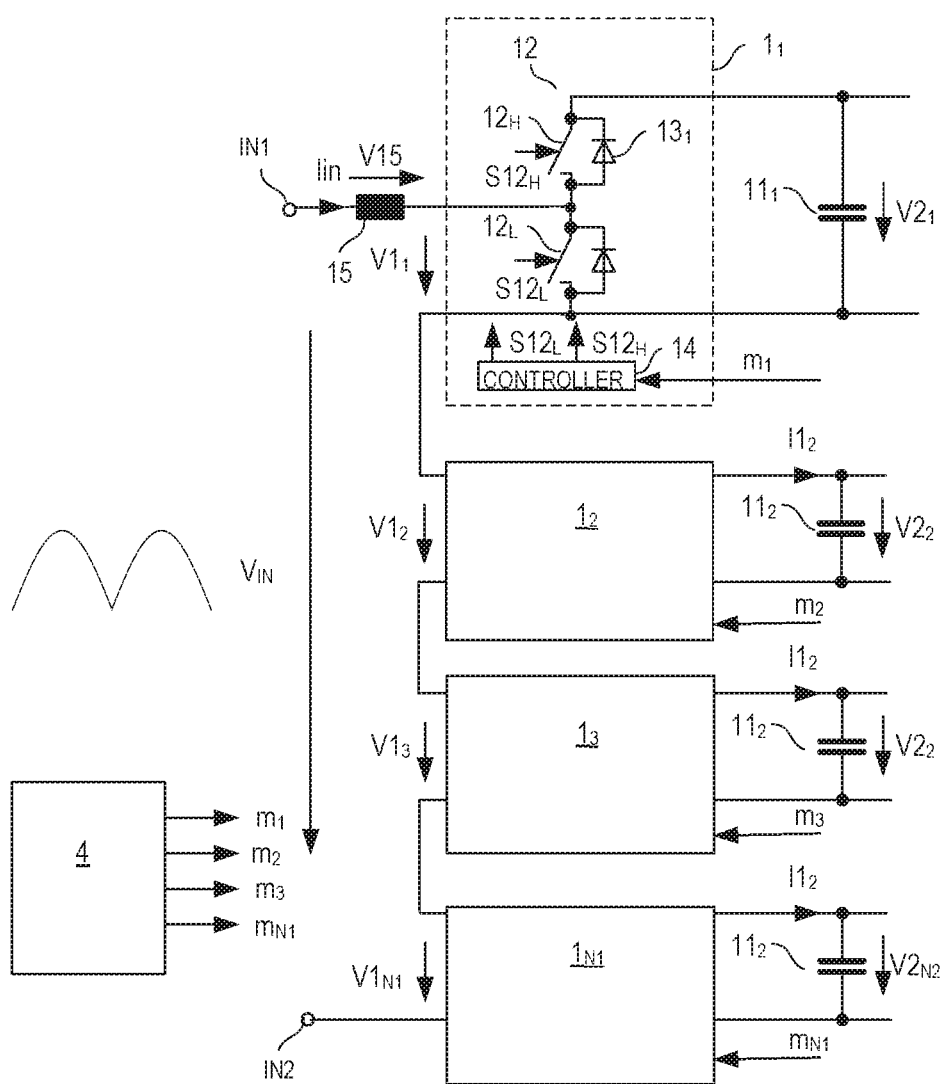 12
1₁
12H
13₁
IN1
Iin
V15
S12H
11₁
V2₁
12L
15
V1₁
S12L
S12L
S12H
14
CONTROLLER
m₁
I1₂
V1₂
1₂
11₂
V2₂
VIN
m₂
I1₂
V1₃
1₃
11₂
V2₂
m₁
m₃
4
m₂
m₃
I1₂
mN1
1N1
11₂
V1N1
V2N2
IN2
mN1